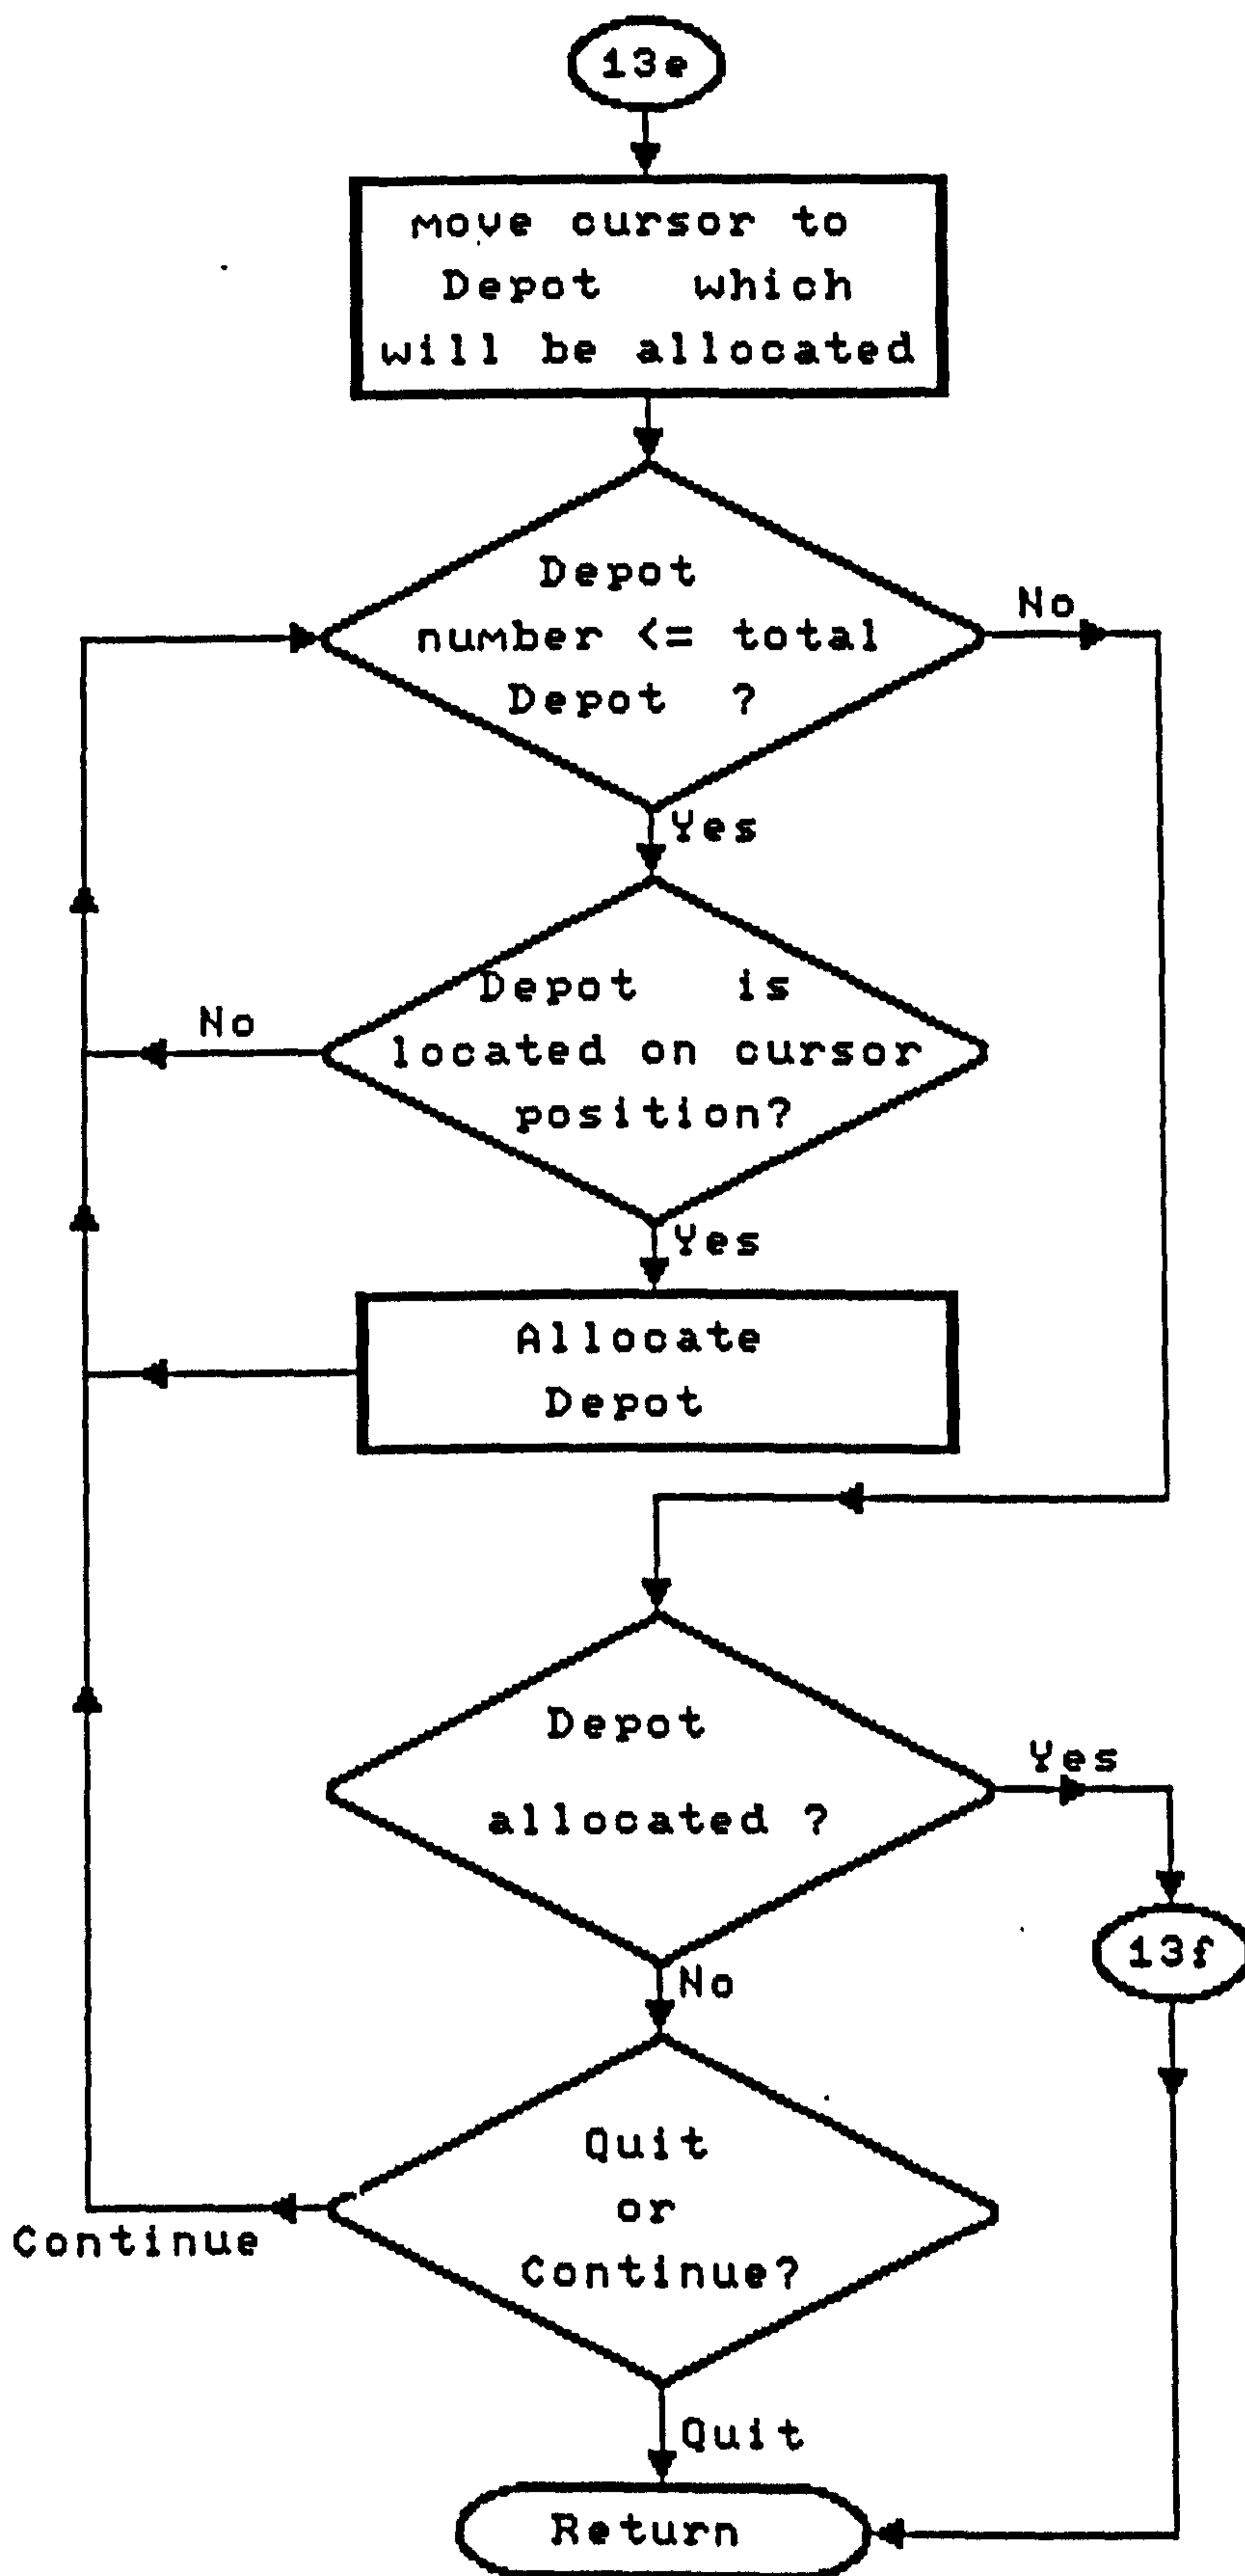 13e
Move cursor to
Depot which
will be allocated
Depot
number <= total
Depot ?
No
Yes
Depot is
located on cursor
position?
No
Yes
Allocate
Depot
Depot
allocated ?
Yes
13f
No
Quit
or
Continue?
Continue
Quit
Return